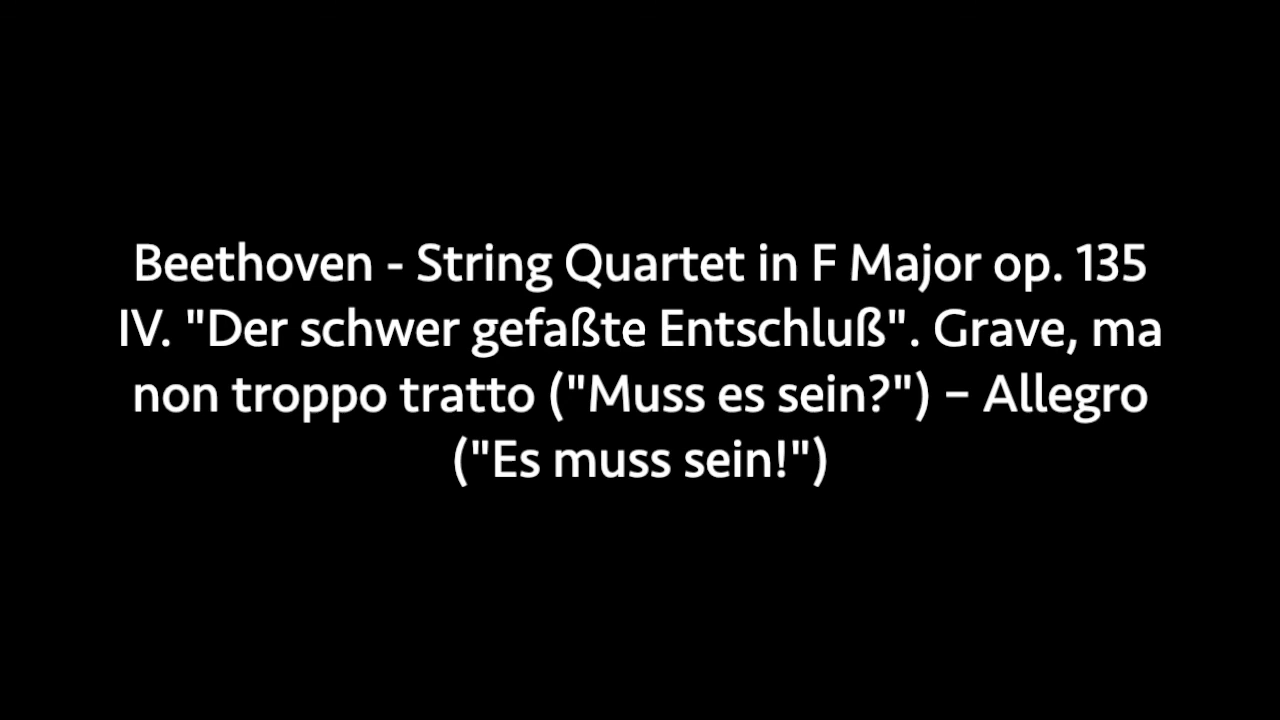 Beethoven - String Quartet in F Major op. 135
IV. "Der schwer gefaßte Entschluß". Grave, ma
non troppo tratto ("Muss es sein?") – Allegro
("Es muss sein!")